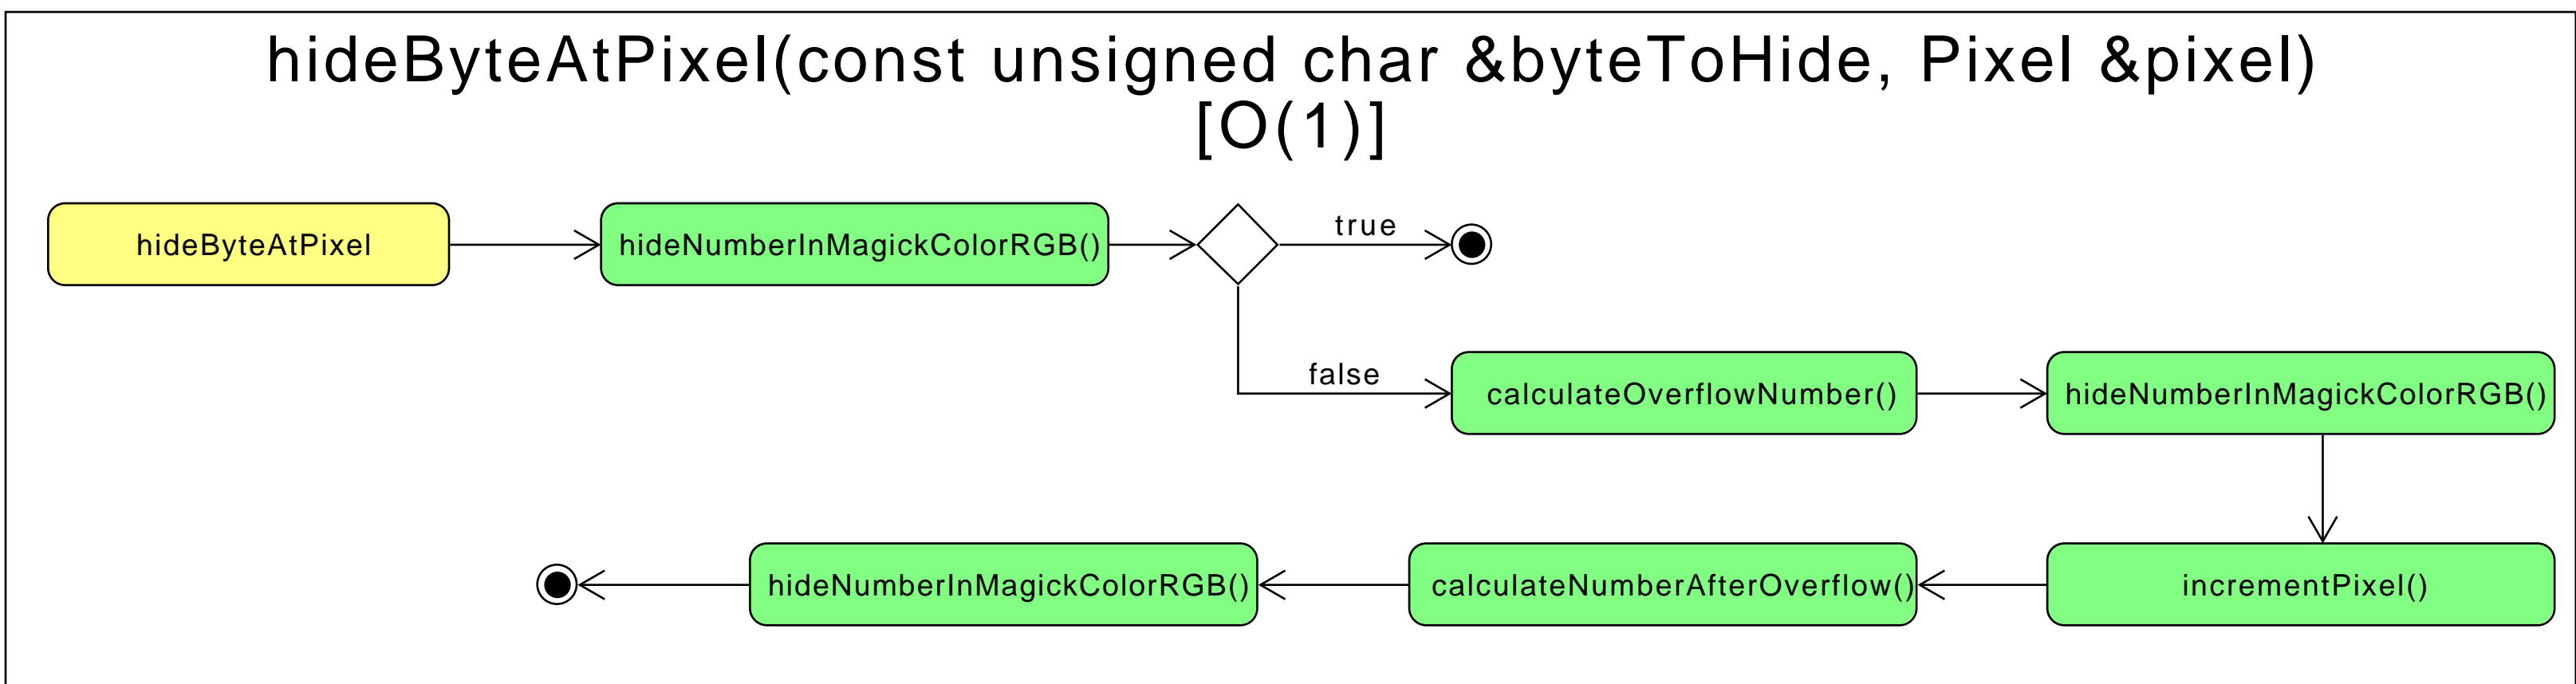 hideByteAtPixel(const unsigned char &byteToHide, Pixel &pixel)
[O(1)]
hideByteAtPixel
hideNumberInMagickColorRGB()
true
false
calculateOverflowNumber()
hideNumberInMagickColorRGB()
hideNumberInMagickColorRGB()
calculateNumberAfterOverflow()
incrementPixel()